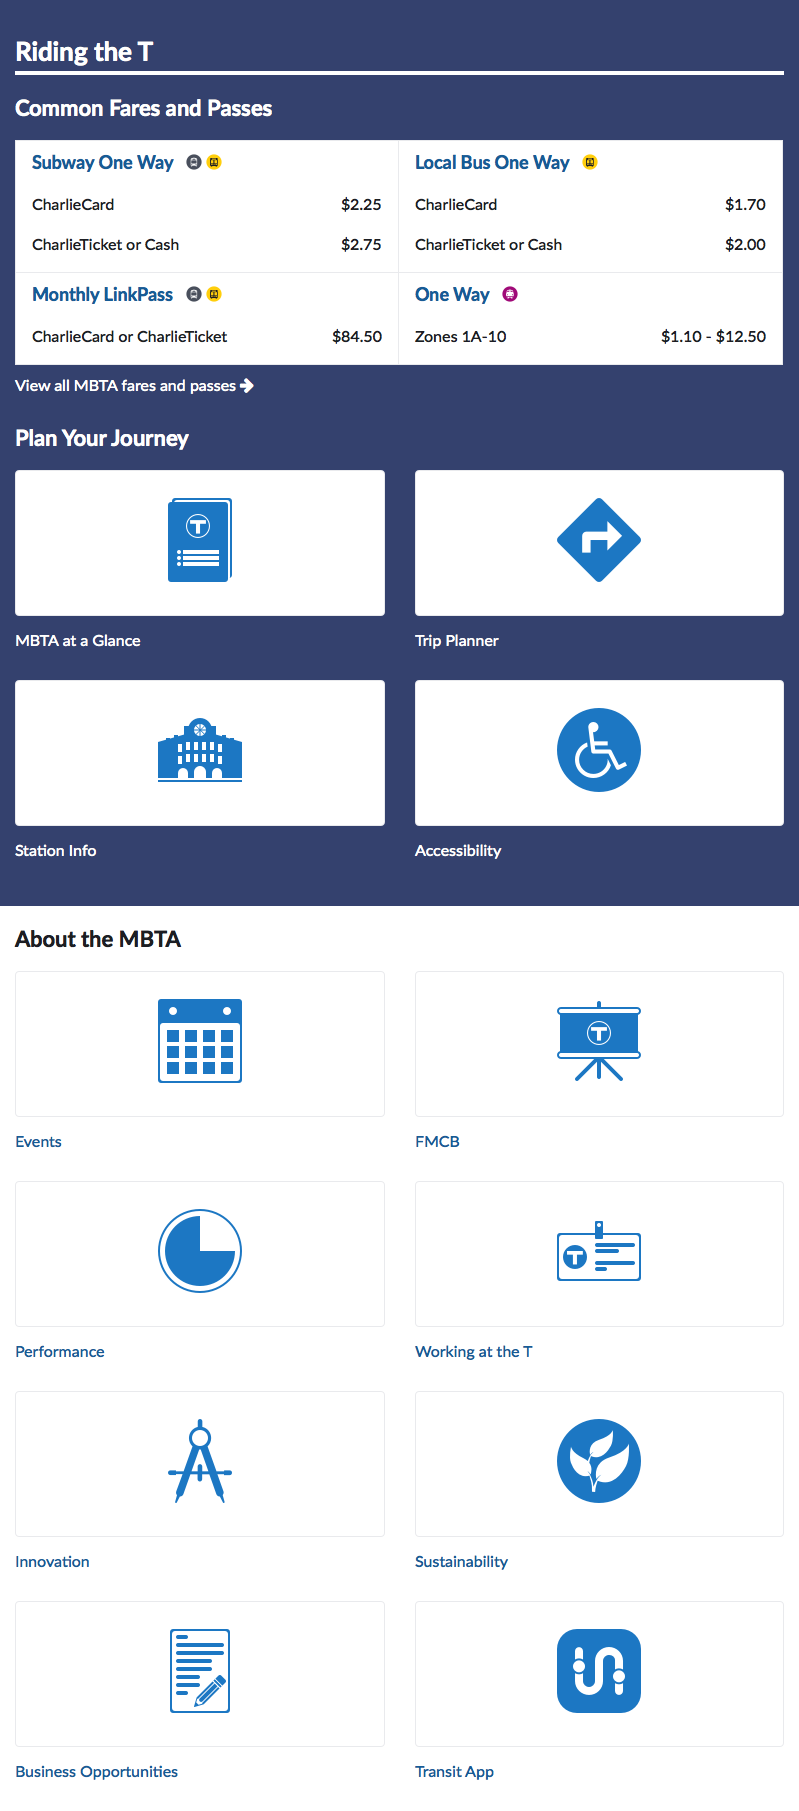 Riding the T
Common Fares and Passes
Subway One Way
CharlieCard $2.25
CharlieTicket or Cash $2.75
Local Bus One Way
CharlieCard $1.70
CharlieTicket or Cash $2.00
Monthly LinkPass
CharlieCard or CharlieTicket $84.50
One Way
Zones 1A-10 $1.10 - $12.50
View all MBTA fares and passes
Plan Your Journey
T
MBTA at a Glance
Trip Planner
Station Info
Accessibility
About the MBTA
Events
T
FMCB
Performance
T
Working at the T
Innovation
Sustainability
Business Opportunities
Transit App